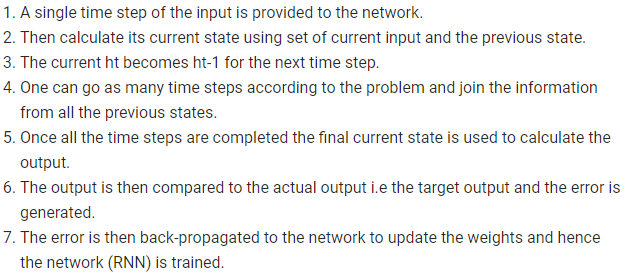 1. A single time step of the input is provided to the network.
2. Then calculate its current state using set of current input and the previous state.
3. The current ht becomes ht-1 for the next time step.
4. One can go as many time steps according to the problem and join the information
from all the previous states.
5. Once all the time steps are completed the final current state is used to calculate the
output.
6. The output is then compared to the actual output i.e the target output and the error is
generated.
7. The error is then back-propagated to the network to update the weights and hence
the network (RNN) is trained.